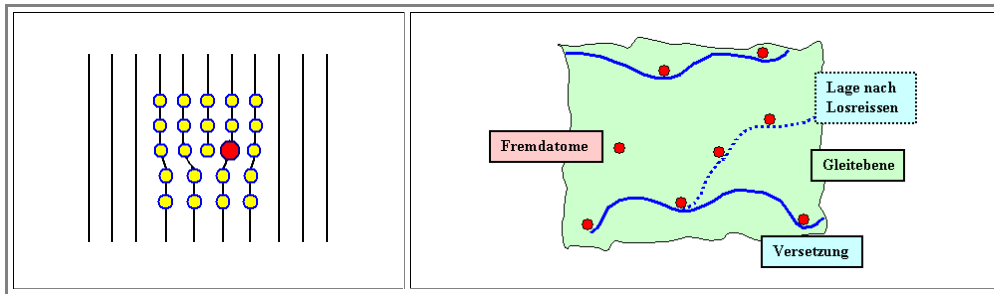 Lage nach
Losreissen
Fremdatome
Gleitebene
Versetzung